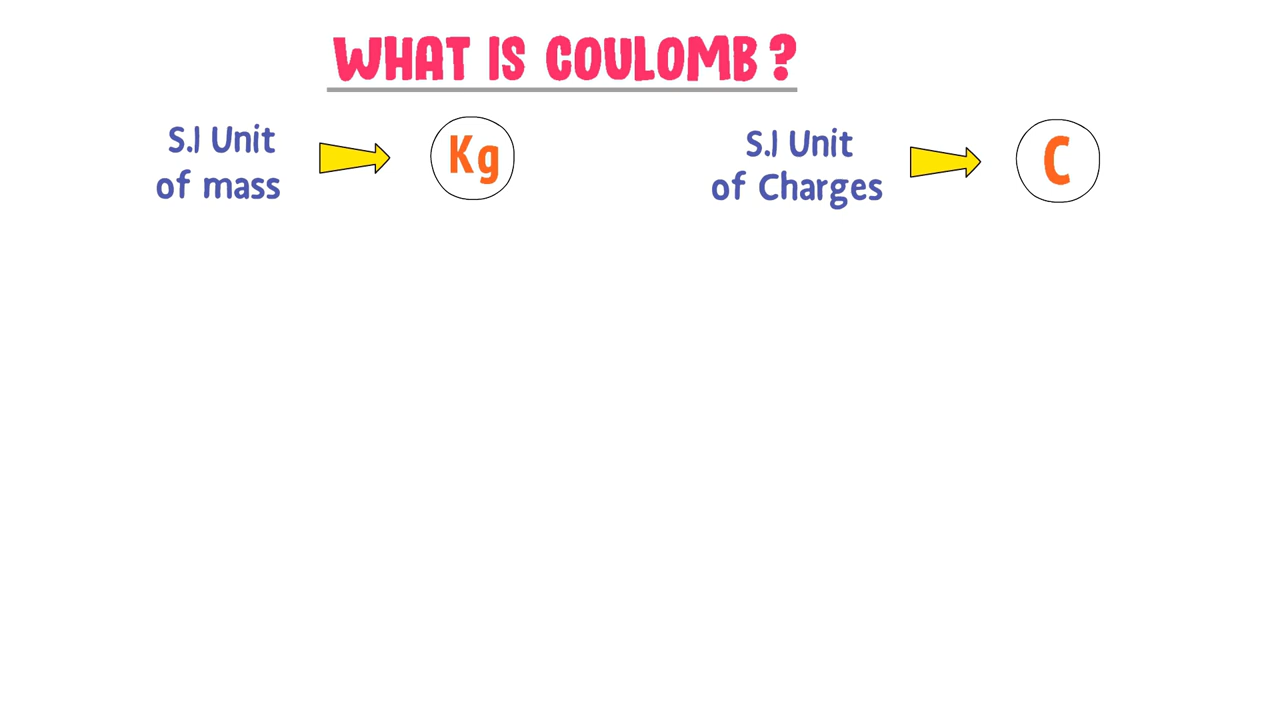 WHAT IS COULOMB ?
S.I Unit
of mass
Kg
S.I Unit
of Charges
C